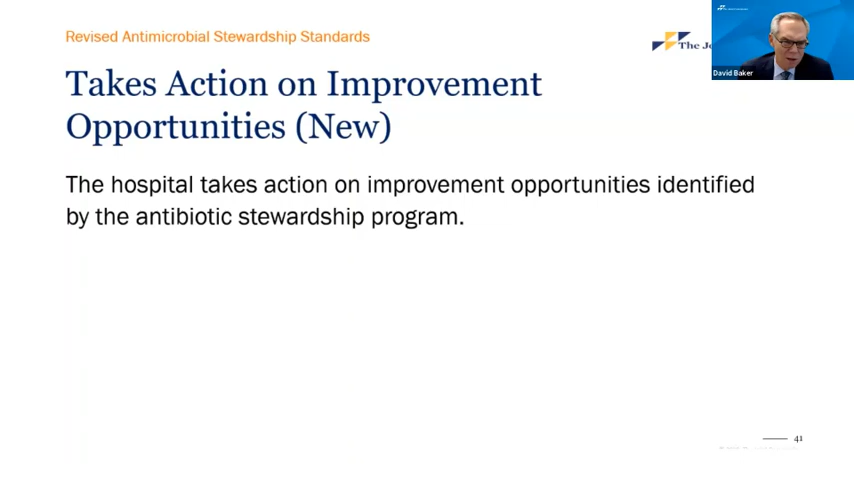 Revised Antimicrobial Stewardship Standards
The Jo
David Baker
Takes Action on Improvement
Opportunities (New)
The hospital takes action on improvement opportunities identified
by the antibiotic stewardship program.
41